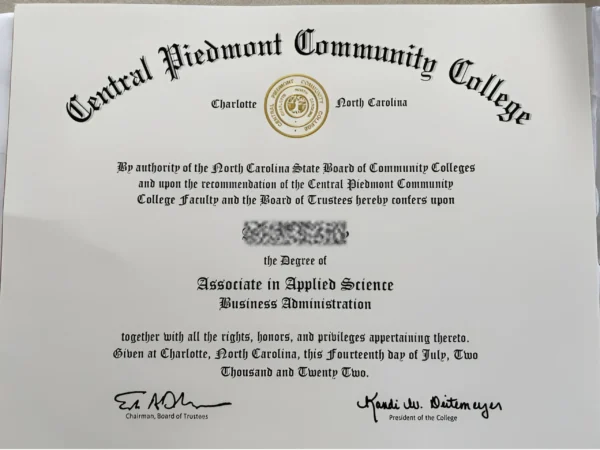 Central Piedmont Community College
Charlotte North Carolina
CENTRAL PIEDMONT COMMUNITY COLLEGE
By authority of the North Carolina State Board of Community Colleges
and upon the recommendation of the Central Piedmont Community
College Faculty and the Board of Trustees hereby confers upon
the Degree of
Associate in Applied Science
Business Administration
together with all the rights, honors, and privileges appertaining thereto.
Given at Charlotte, North Carolina, this Fourteenth day of July, Two
Thousand and Twenty Two.
Kandi W. Deitemeyer
Chairman, Board of Trustees
President of the College